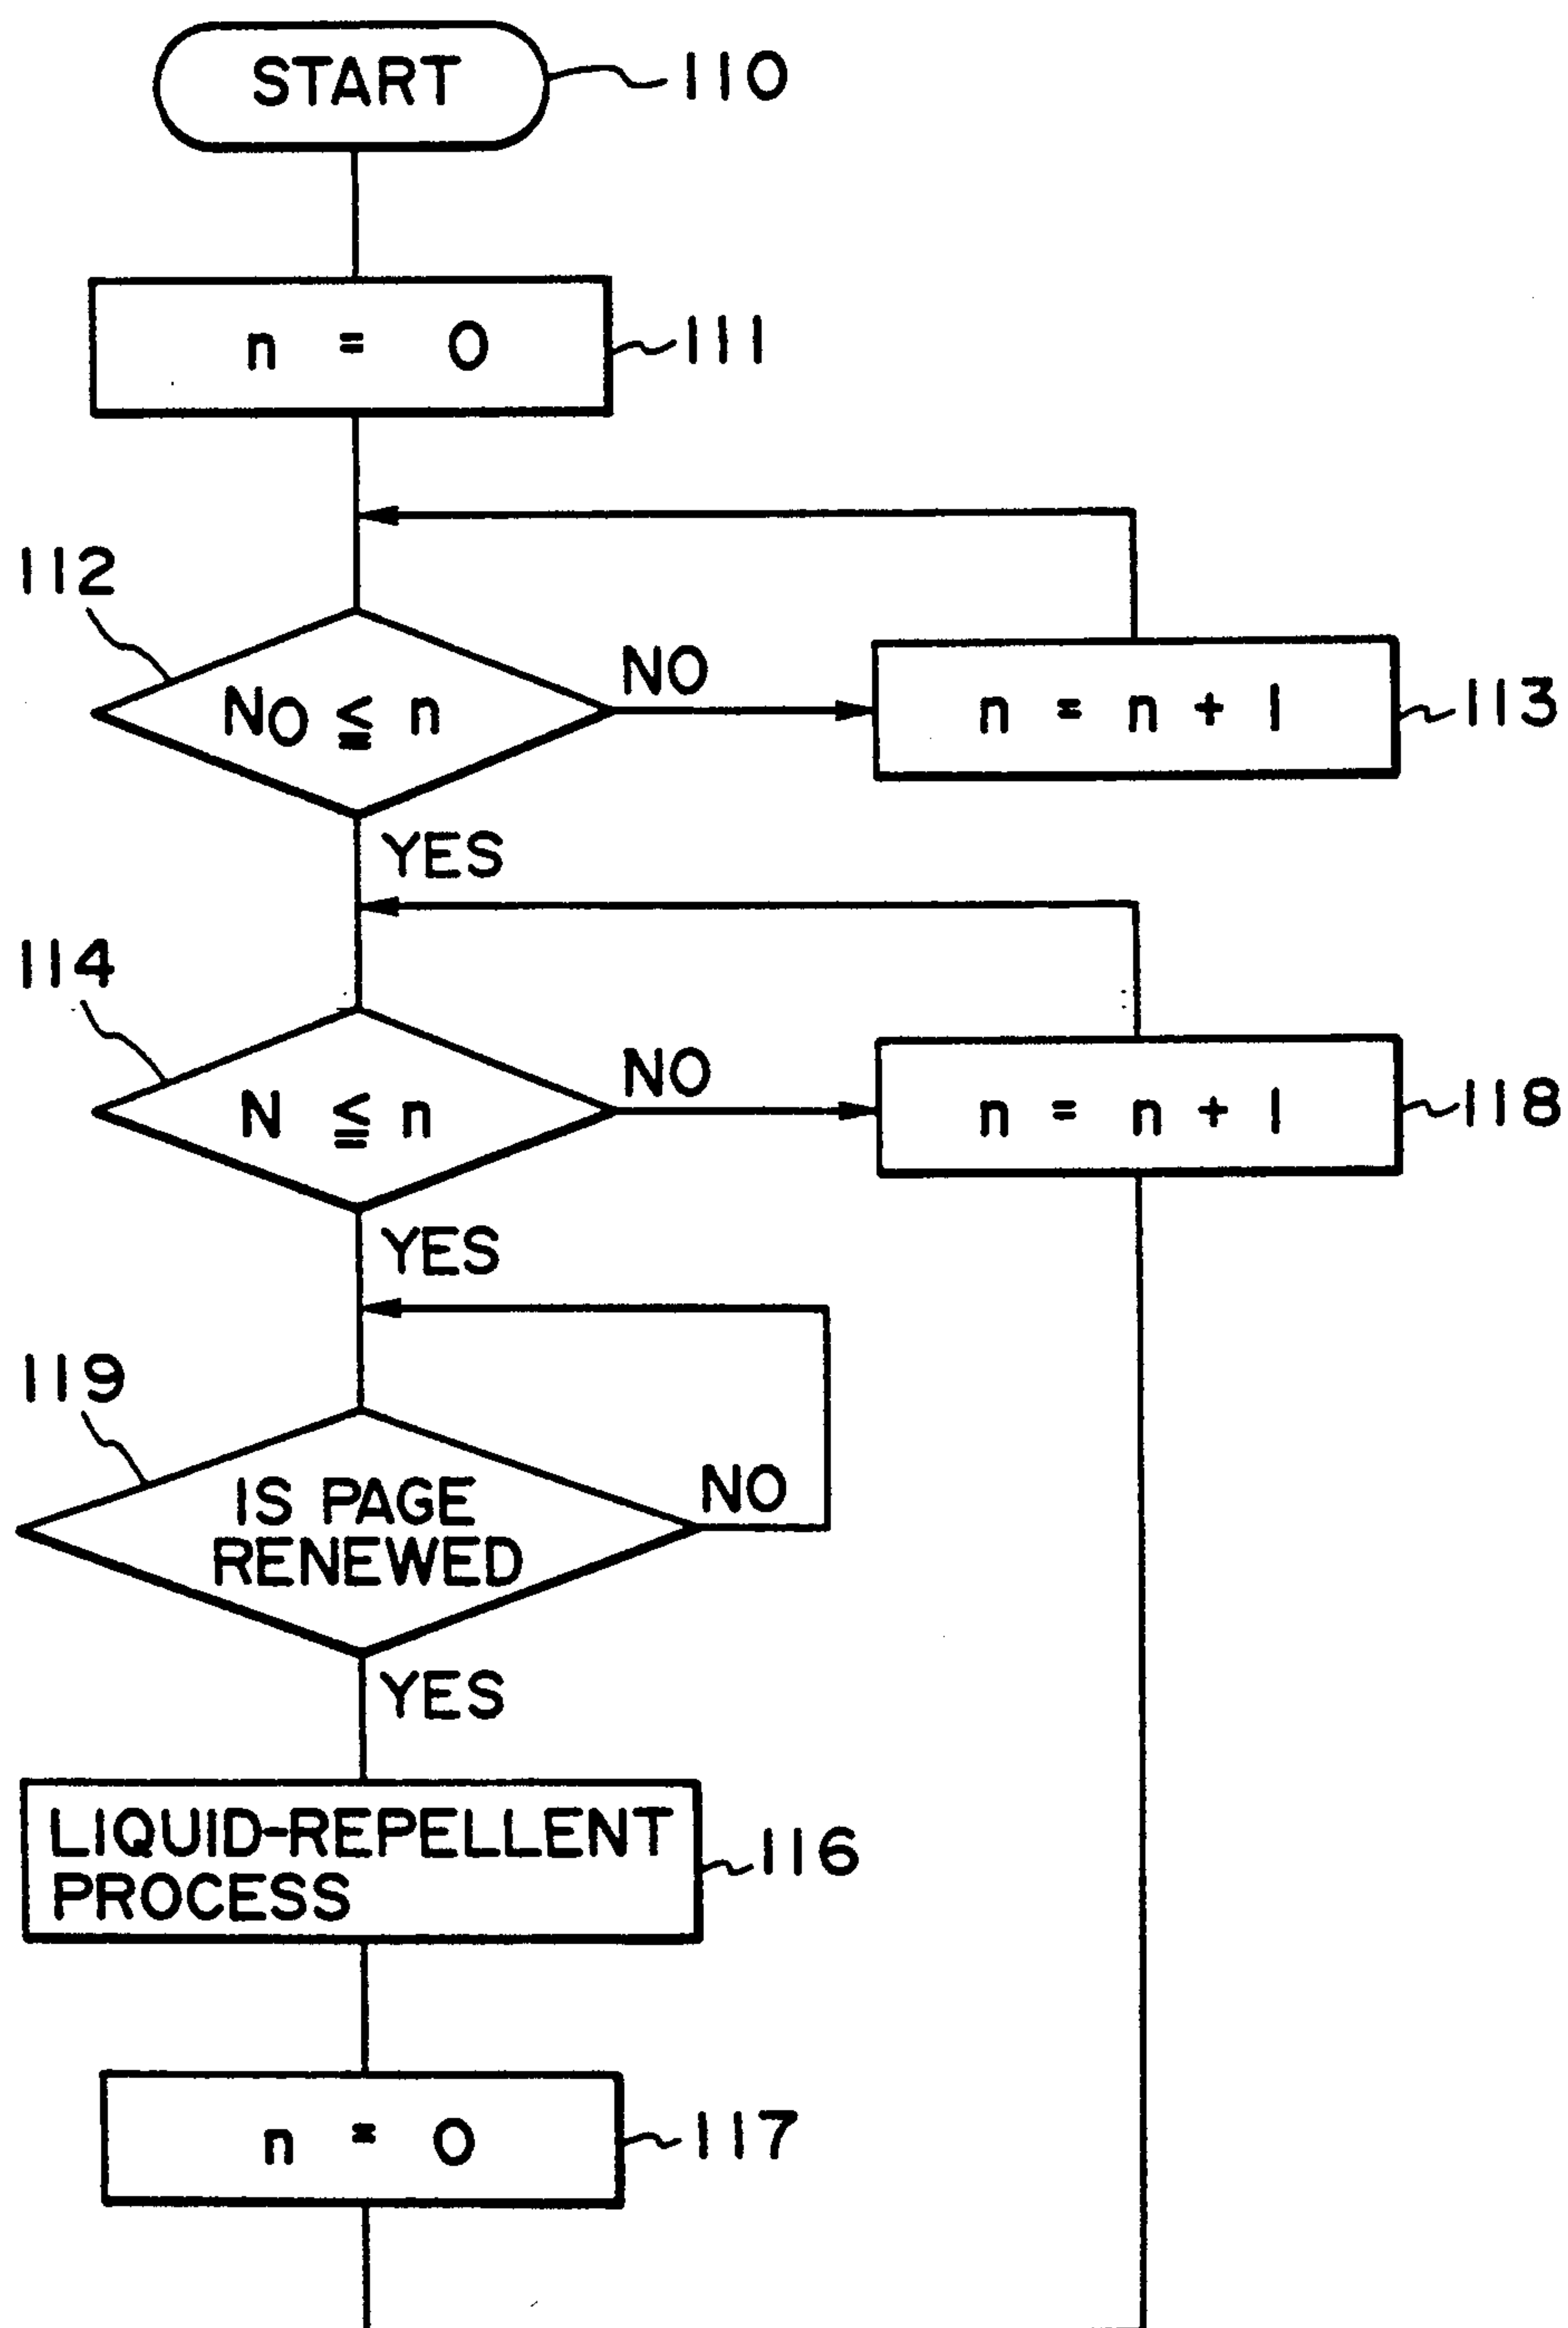 START
110
n = 0
111
112
NO ≦ n
NO
n = n + 1
113
YES
114
N ≦ n
NO
n = n + 1
118
YES
119
IS PAGE
RENEWED
NO
YES
LIQUID-REPELLENT
PROCESS
116
n = 0
117